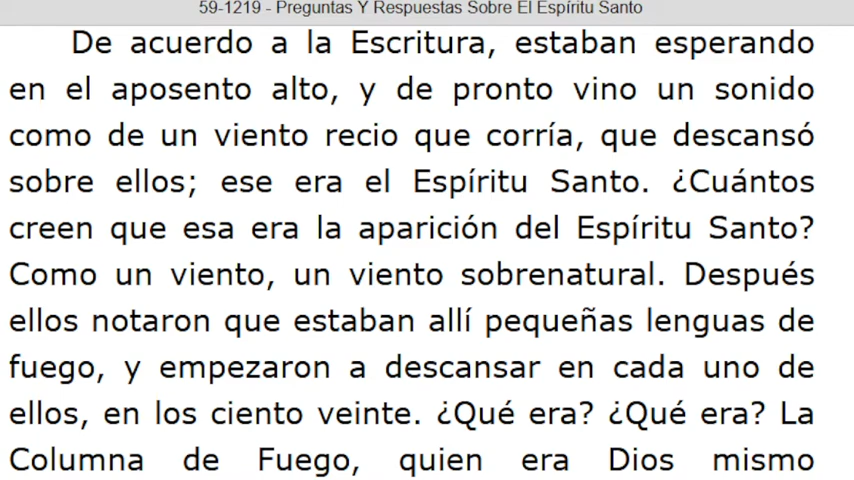 59-1219 - Preguntas Y Respuestas Sobre El Espíritu Santo
De acuerdo a la Escritura, estaban esperando
en el aposento alto, y de pronto vino un sonido
como de un viento recio que corría, que descansó
sobre ellos; ese era el Espíritu Santo. ¿Cuántos
creen que esa era la aparición del Espíritu Santo?
Como un viento, un viento sobrenatural. Después
ellos notaron que estaban allí pequeñas lenguas de
fuego, y empezaron a descansar en cada uno de
ellos, en los ciento veinte. ¿Qué era? ¿Qué era? La
Columna de Fuego, quien era Dios mismo